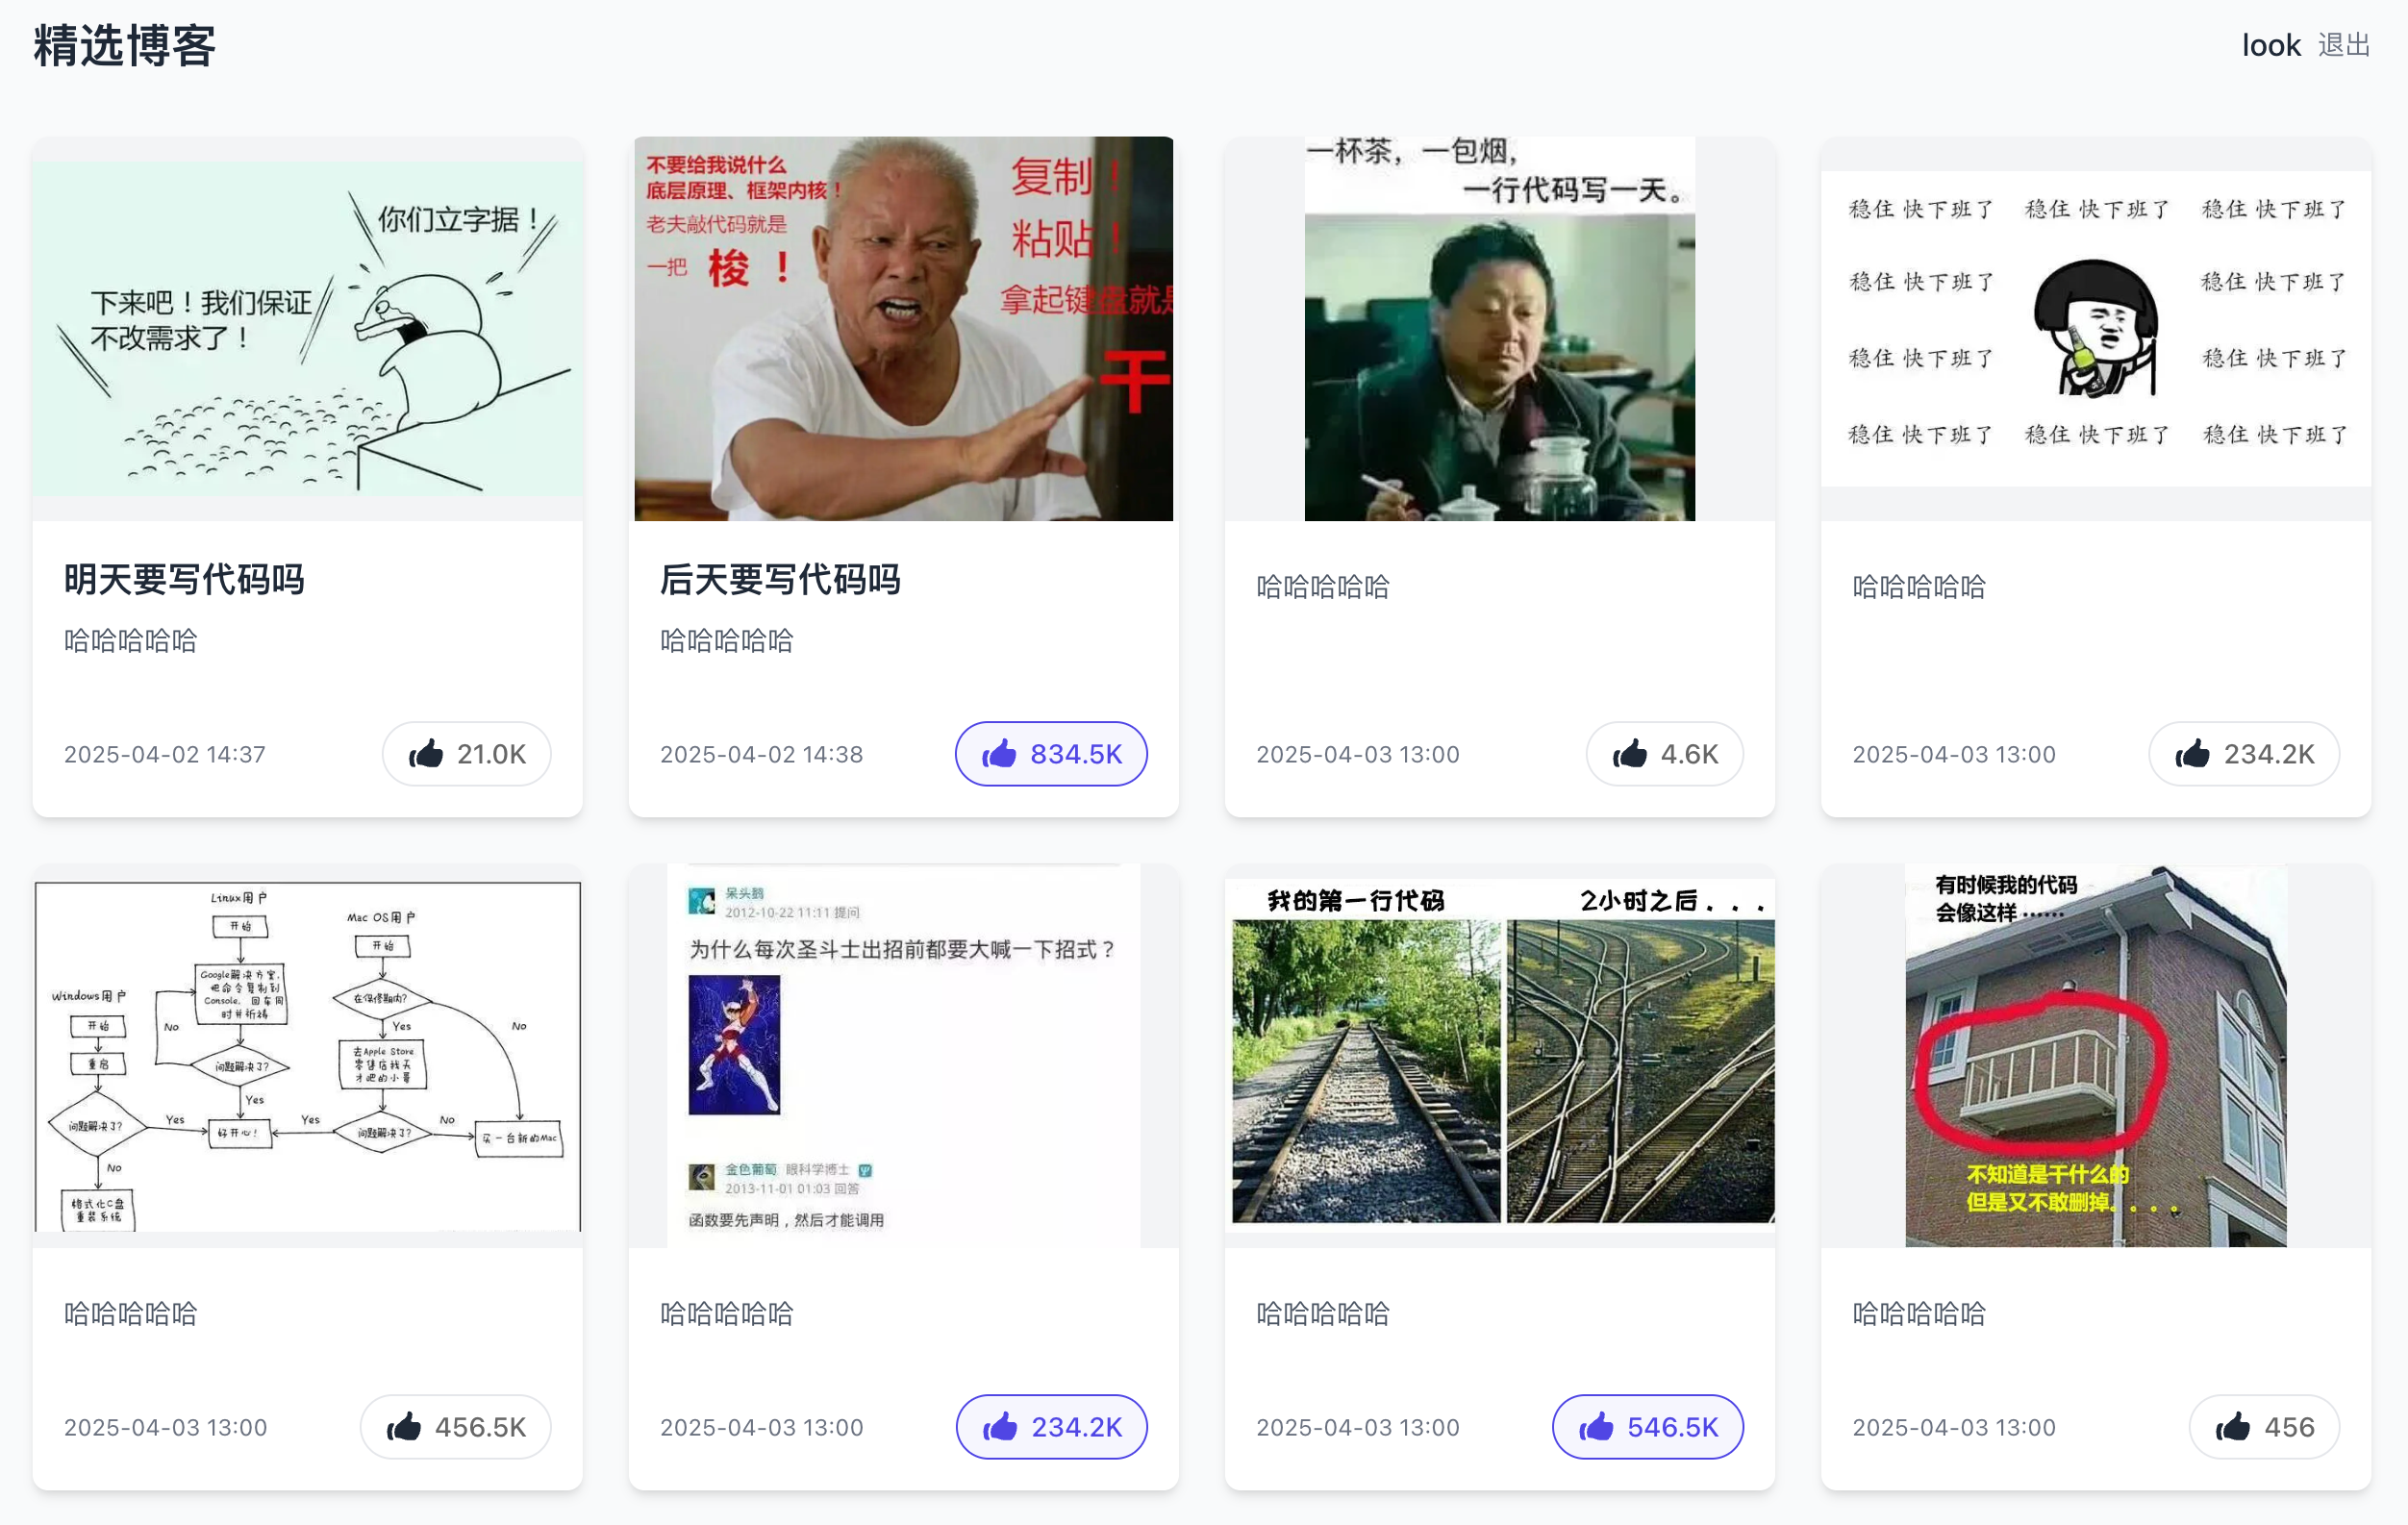 精选博客
look 退出
你们立字据！
下来吧！我们保证
不改需求了！
明天要写代码吗
哈哈哈哈哈
2025-04-02 14:37
21.0K
不要给我说什么
底层原理、框架内核！
老夫敲代码就是
一把 梭！
复制！
粘贴！
拿起键盘就是
干
后天要写代码吗
哈哈哈哈哈
2025-04-02 14:38
834.5K
一杯茶，一包烟，
一行代码写一天。
哈哈哈哈哈
2025-04-03 13:00
4.6K
稳住 快下班了 稳住 快下班了 稳住 快下班了
稳住 快下班了 稳住 快下班了
稳住 快下班了 稳住 快下班了
稳住 快下班了 稳住 快下班了 稳住 快下班了
哈哈哈哈哈
2025-04-03 13:00
234.2K
Windows用户
开始
重启
问题解决了?
Yes
No
格式化C盘
重装系统
Linux用户
开始
Google解决方案,
把命令复制到
Console, 回车同
时并祈祷
No
问题解决了?
Yes
好开心!
Mac OS用户
开始
在保修期内?
Yes
No
去Apple Store
零售店找天
才吧的小哥
问题解决了?
Yes
No
买一台新的Mac
哈哈哈哈哈
2025-04-03 13:00
456.5K
呆头鹅
2012-10-22 11:11 提问
为什么每次圣斗士出招前都要大喊一下招式？
金色葡萄 眼科学博士
2013-11-01 01:03 回答
函数要先声明，然后才能调用
哈哈哈哈哈
2025-04-03 13:00
234.2K
我的第一行代码
2小时之后...
哈哈哈哈哈
2025-04-03 13:00
546.5K
有时候我的代码
会像这样······
不知道是干什么的
但是又不敢删掉。。。。
哈哈哈哈哈
2025-04-03 13:00
456